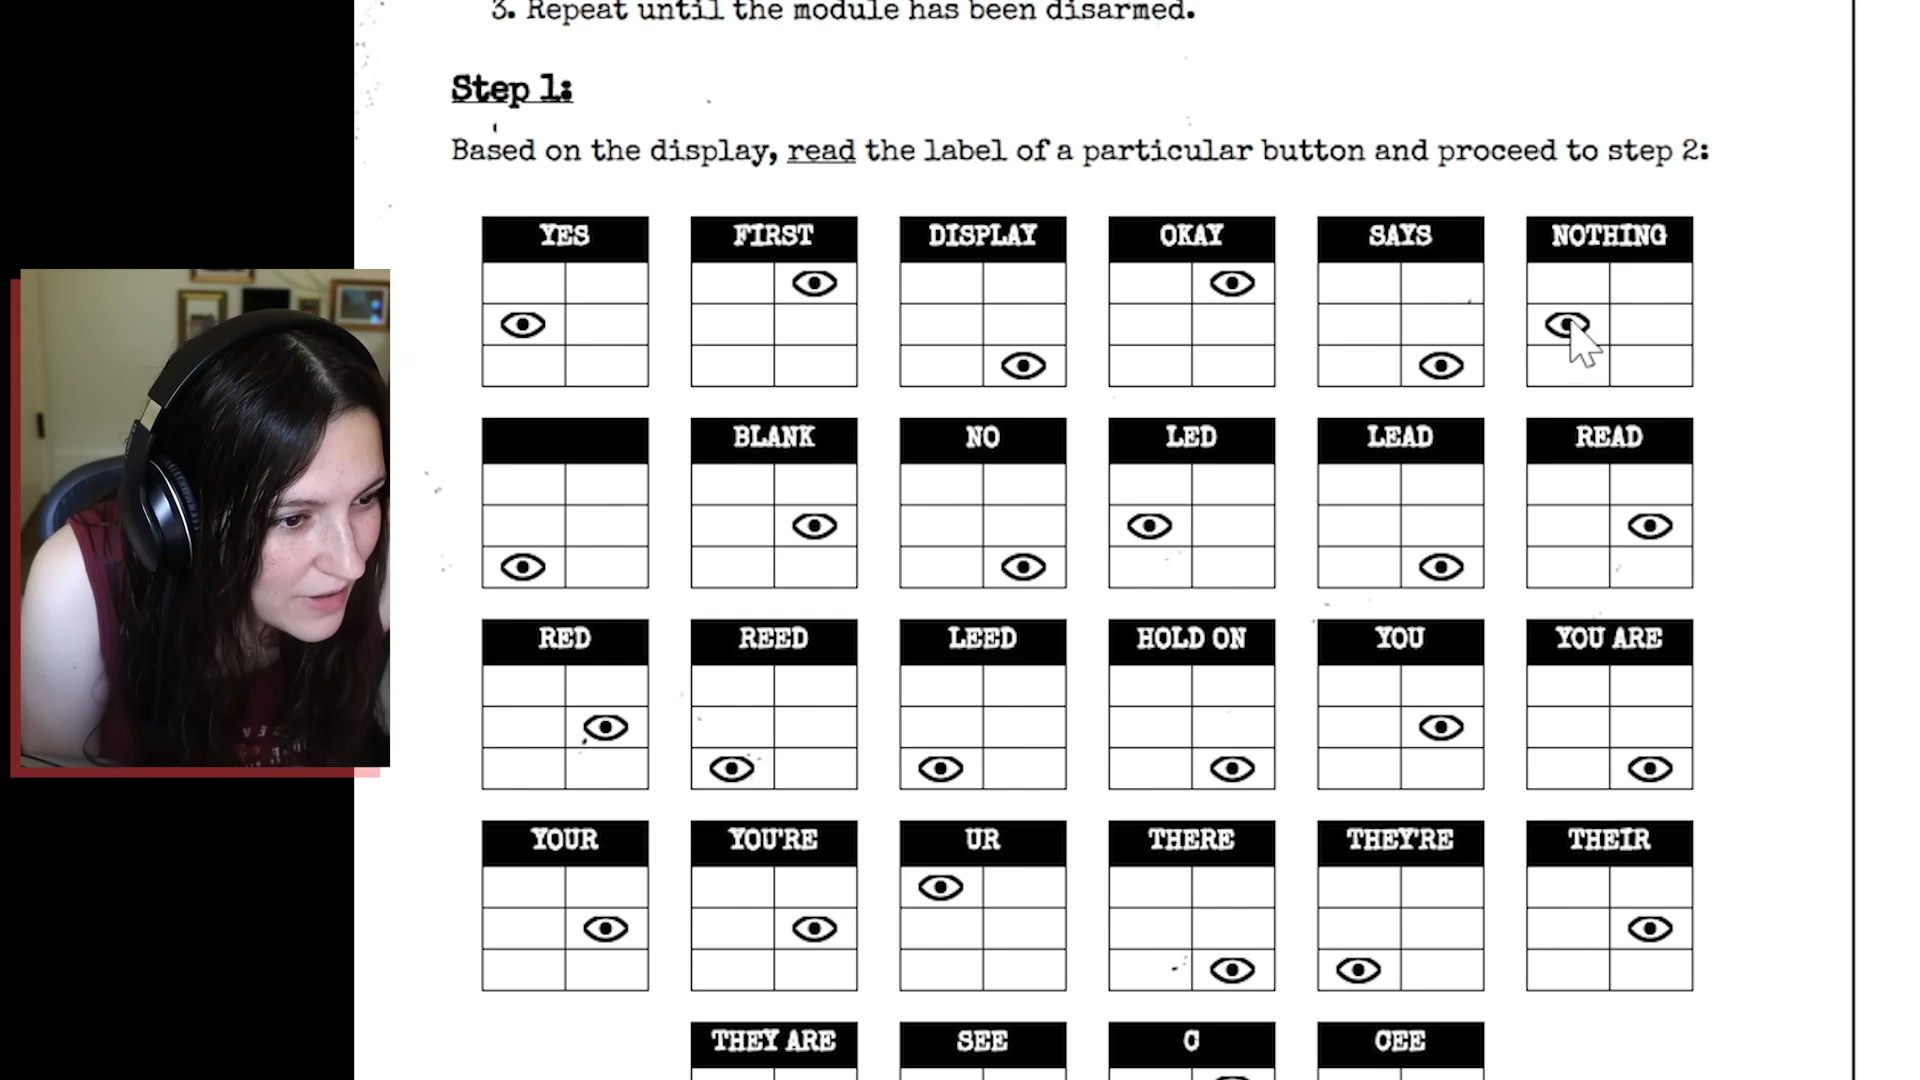 3. Repeat until the module has been disarmed.
Step 1:
Based on the display, read the label of a particular button and proceed to step 2:
YES FIRST DISPLAY OKAY SAYS NOTHING
BLANK NO LED LEAD READ
RED REED LEED HOLD ON YOU YOU ARE
YOUR YOU'RE UR THERE THEY'RE THEIR
THEY ARE SEE C CEE